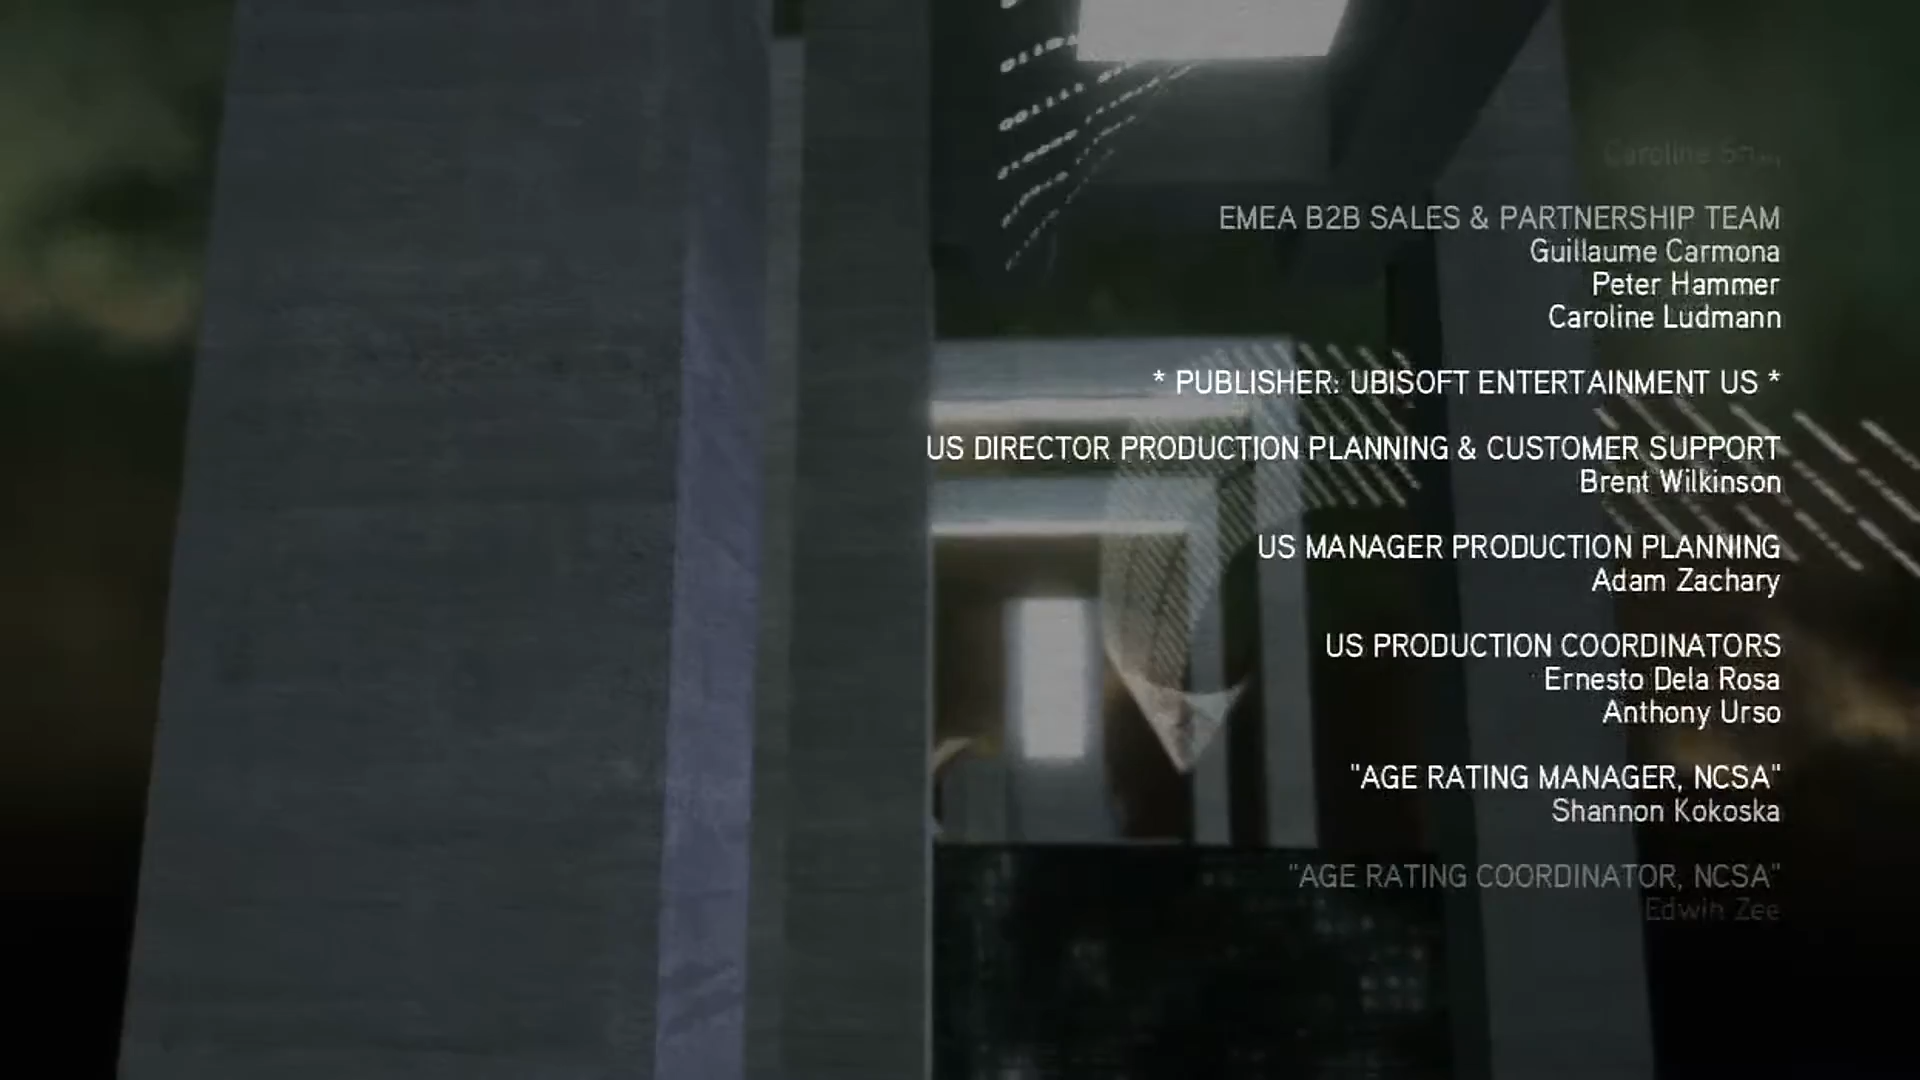 Caroline
EMEA B2B SALES & PARTNERSHIP TEAM
Guillaume Carmona
Peter Hammer
Caroline Ludmann
* PUBLISHER: UBISOFT ENTERTAINMENT US *
US DIRECTOR PRODUCTION PLANNING & CUSTOMER SUPPORT
Brent Wilkinson
US MANAGER PRODUCTION PLANNING
Adam Zachary
US PRODUCTION COORDINATORS
Ernesto Dela Rosa
Anthony Urso
"AGE RATING MANAGER, NCSA"
Shannon Kokoska
"AGE RATING COORDINATOR, NCSA"
Edwin Zee